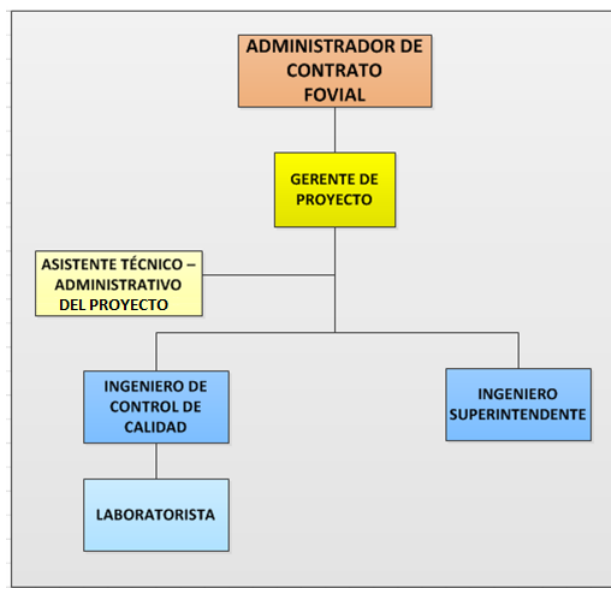 ADMINISTRADOR DE
CONTRATO
FOVIAL
GERENTE DE
PROYECTO
ASISTENTE TÉCNICO –
ADMINISTRATIVO
DEL PROYECTO
INGENIERO DE
CONTROL DE
CALIDAD
INGENIERO
SUPERINTENDENTE
LABORATORISTA